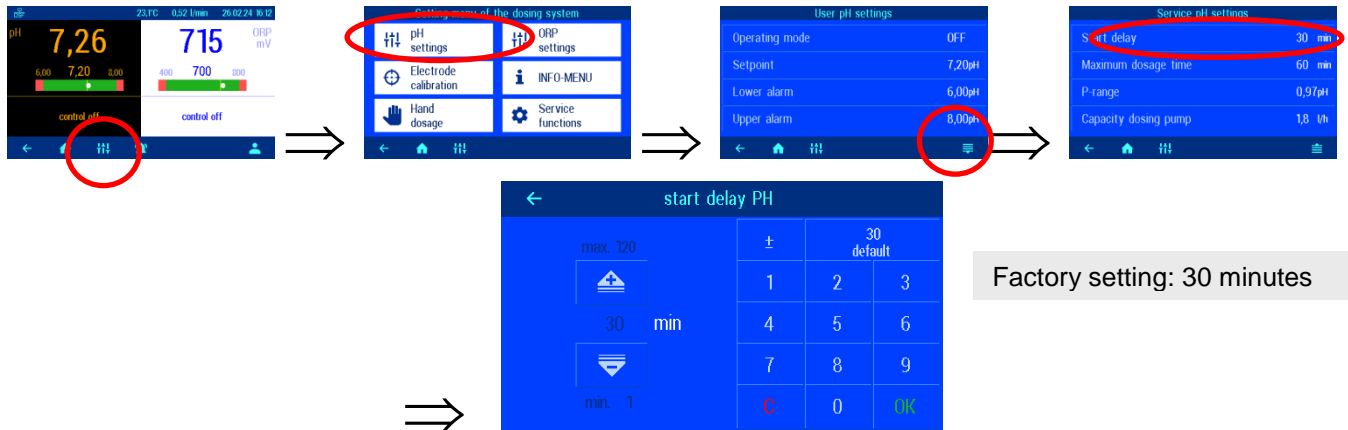 23,1°C 0,52 l/min 26.02.24 16:12
pH 7,26
6,00 7,20 8,00
control off
715 ORP mV
400 700 800
control off
Setting menu of the dosing system
pH settings
ORP settings
Electrode calibration
INFO-MENU
Hand dosage
Service functions
User pH settings
Operating mode OFF
Setpoint 7,20pH
Lower alarm 6,00pH
Upper alarm 8,00pH
Service pH settings
Start delay 30 min
Maximum dosage time 60 min
P-range 0,97pH
Capacity dosing pump 1,8 l/h
start delay PH
max. 120
30 min
min. 1
± 30 default
1 2 3
4 5 6
7 8 9
C 0 OK
Factory setting: 30 minutes